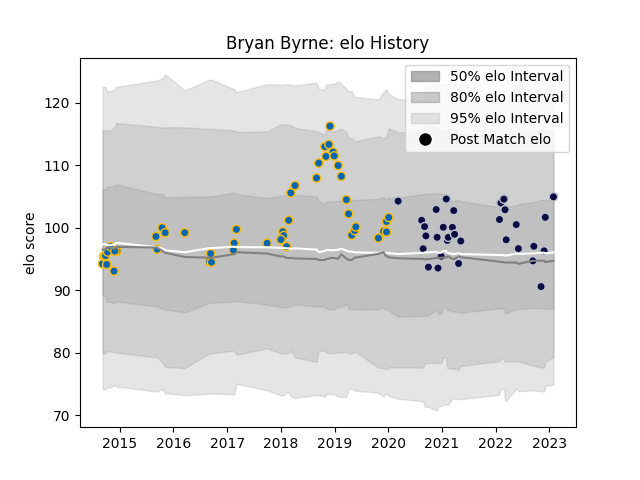 Bryan Byrne: elo History
50% elo Interval
80% elo Interval
95% elo Interval
Post Match elo
elo score
120
110
100
90
80
70
2015 2016 2017 2018 2019 2020 2021 2022 2023